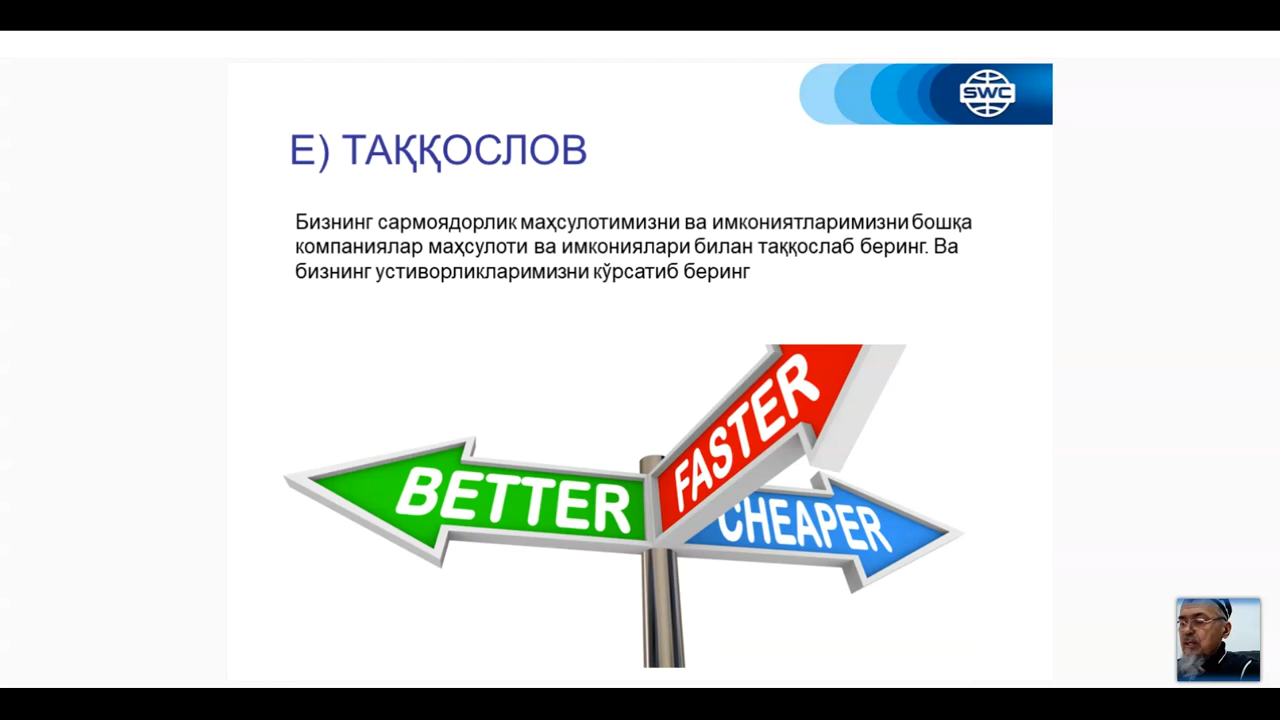 SWC
Е) ТАҚҚОСЛОВ
Бизнинг сармоядорлик маҳсулотимизни ва имкониятларимизни бошқа
компаниялар маҳсулоти ва имкониялари билан таққослаб беринг. Ва
бизнинг устиворликларимизни кўрсатиб беринг
FASTER
BETTER
CHEAPER